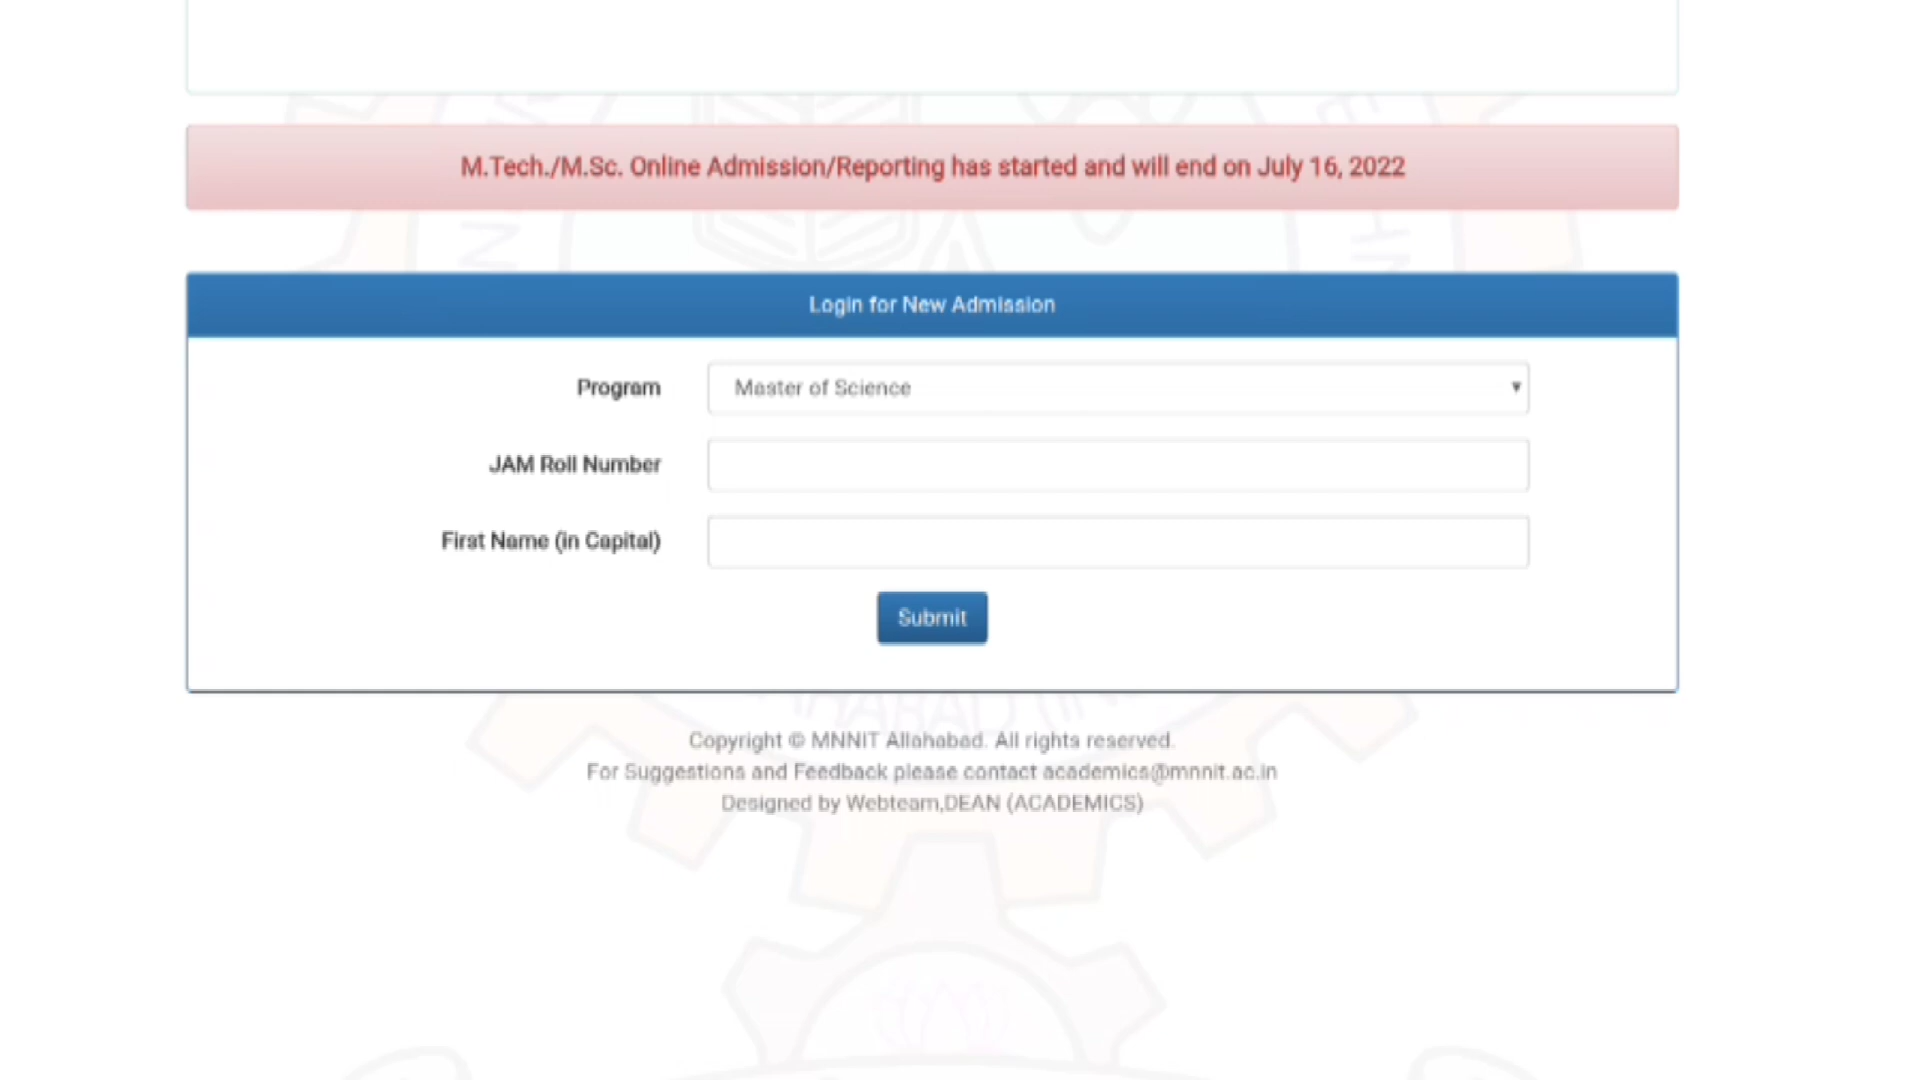 M.Tech./M.Sc. Online Admission/Reporting has started and will end on July 16, 2022
Login for New Admission
Program
Master of Science
JAM Roll Number
First Name (in Capital)
Submit
Copyright © MNNIT Allahabad. All rights reserved.
For Suggestions and Feedback please contact academics@mnnit.ac.in
Designed by Webteam,DEAN (ACADEMICS)